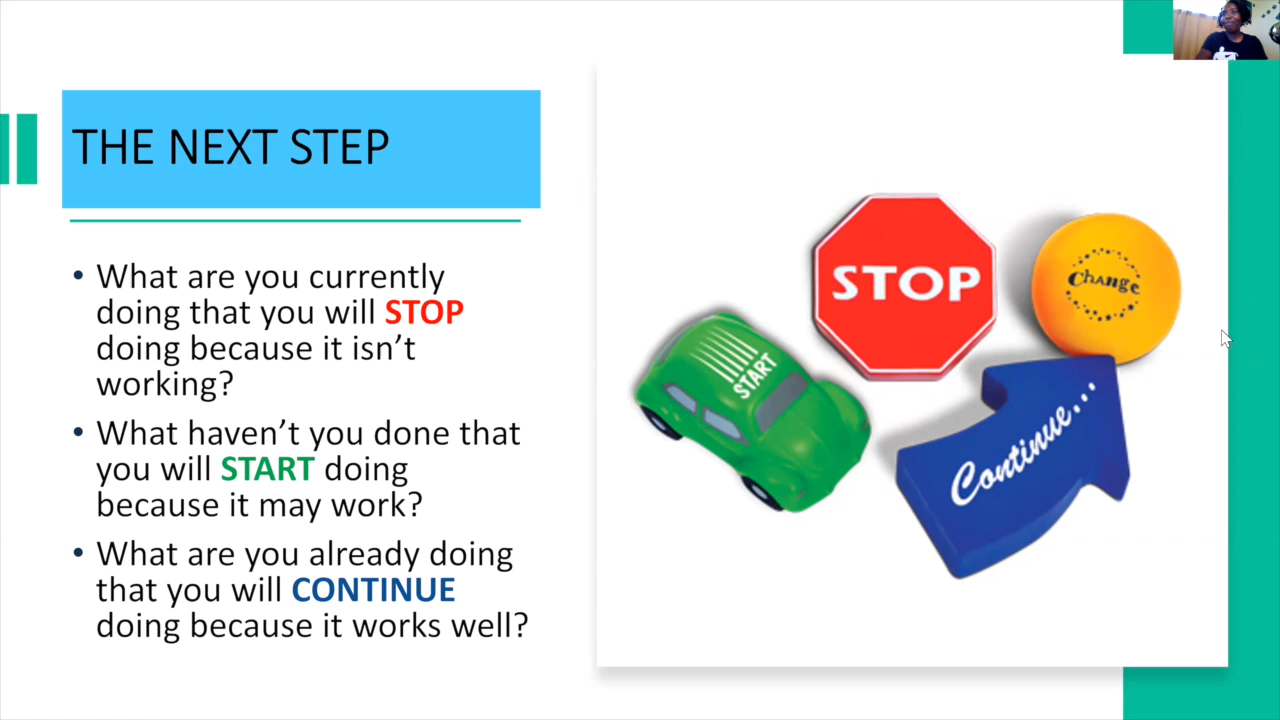 THE NEXT STEP
• What are you currently
doing that you will STOP
doing because it isn’t
working?
• What haven’t you done that
you will START doing
because it may work?
• What are you already doing
that you will CONTINUE
doing because it works well?
STOP
Change
START
Continue...